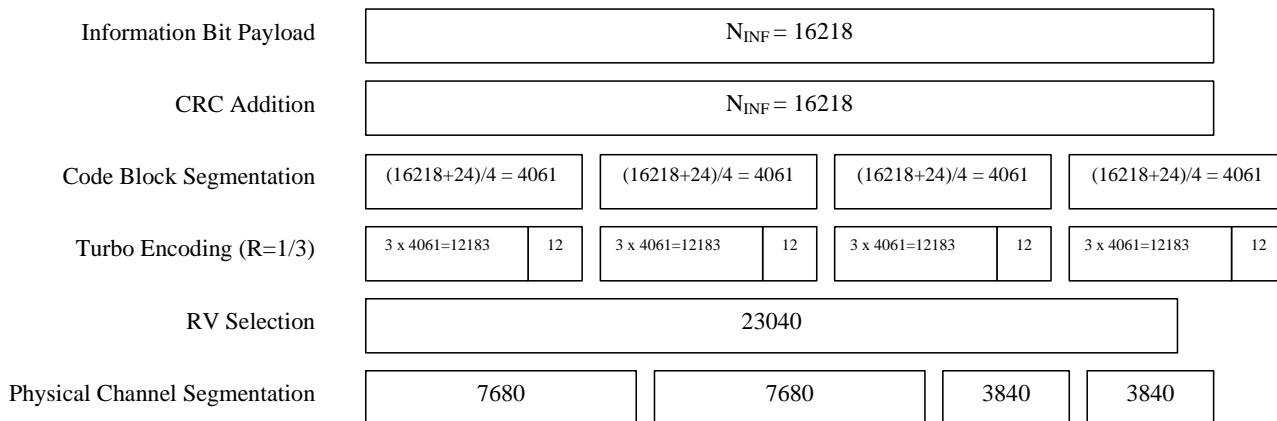 Information Bit Payload
N_INF = 16218
CRC Addition
N_INF = 16218
Code Block Segmentation
(16218+24)/4 = 4061
(16218+24)/4 = 4061
(16218+24)/4 = 4061
(16218+24)/4 = 4061
Turbo Encoding (R=1/3)
3 x 4061=12183
12
3 x 4061=12183
12
3 x 4061=12183
12
3 x 4061=12183
12
RV Selection
23040
Physical Channel Segmentation
7680
7680
3840
3840